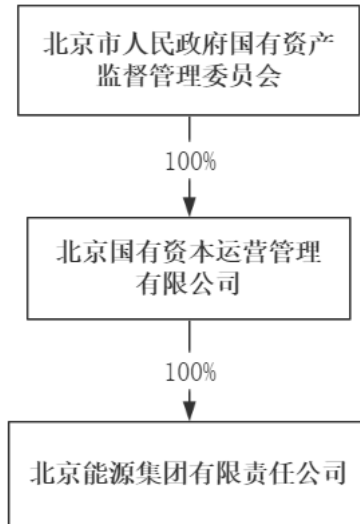 北京市人民政府国有资产
监督管理委员会
100%
北京国有资本运营管理
有限公司
100%
北京能源集团有限责任公司